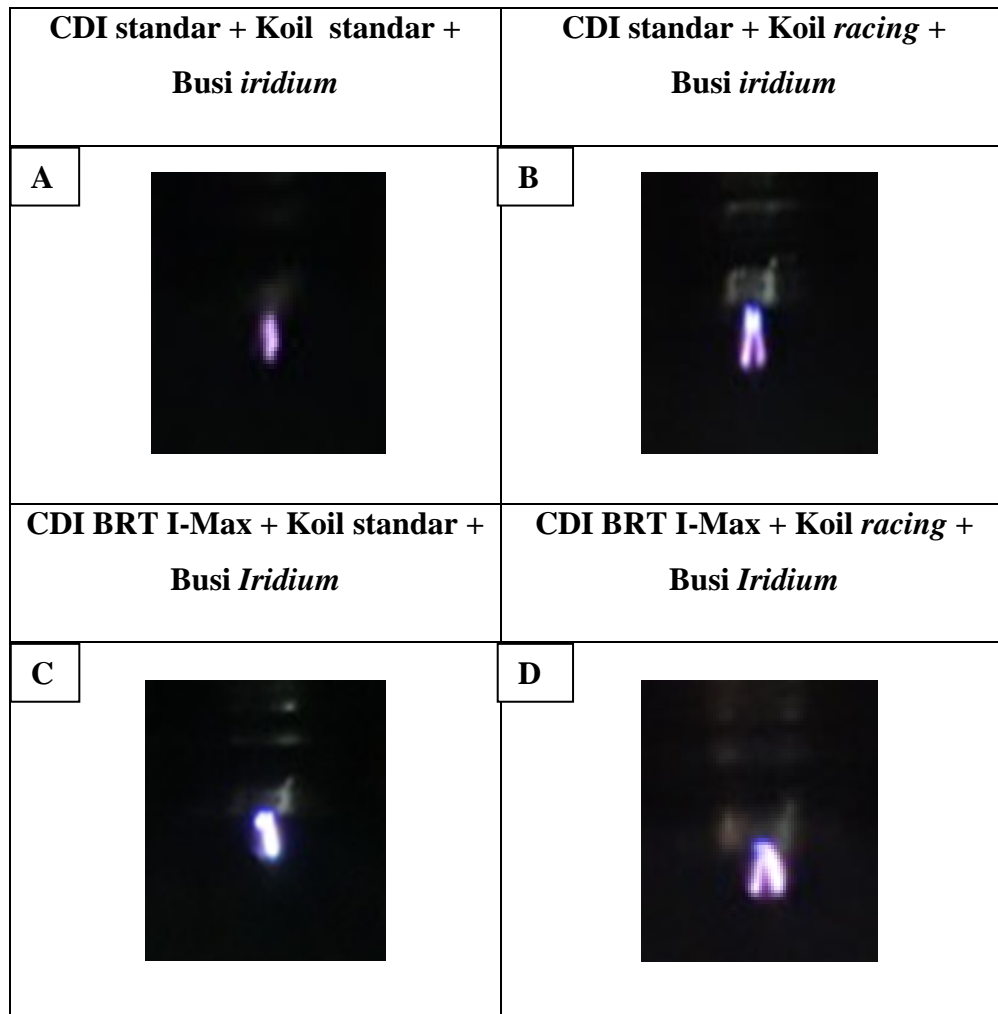 CDI standar + Koil standar +
Busi iridium
CDI standar + Koil racing +
Busi iridium
A
B
CDI BRT I-Max + Koil standar +
Busi Iridium
CDI BRT I-Max + Koil racing +
Busi Iridium
C
D